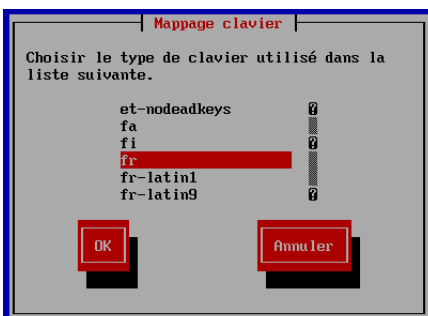 Mappage clavier
Choisir le type de clavier utilisé dans la
liste suivante.
et-nodeadkeys
fa
fi
fr
fr-latin1
fr-latin9
OK
Annuler